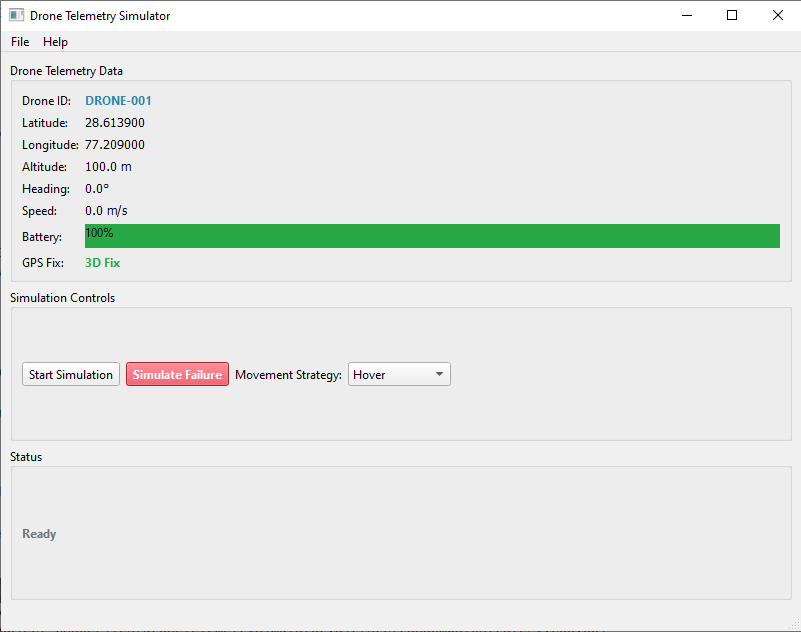 Drone Telemetry Simulator
File Help
Drone Telemetry Data
Drone ID: DRONE-001
Latitude: 28.613900
Longitude: 77.209000
Altitude: 100.0 m
Heading: 0.0°
Speed: 0.0 m/s
Battery: 100%
GPS Fix: 3D Fix
Simulation Controls
Start Simulation Simulate Failure Movement Strategy: Hover
Status
Ready